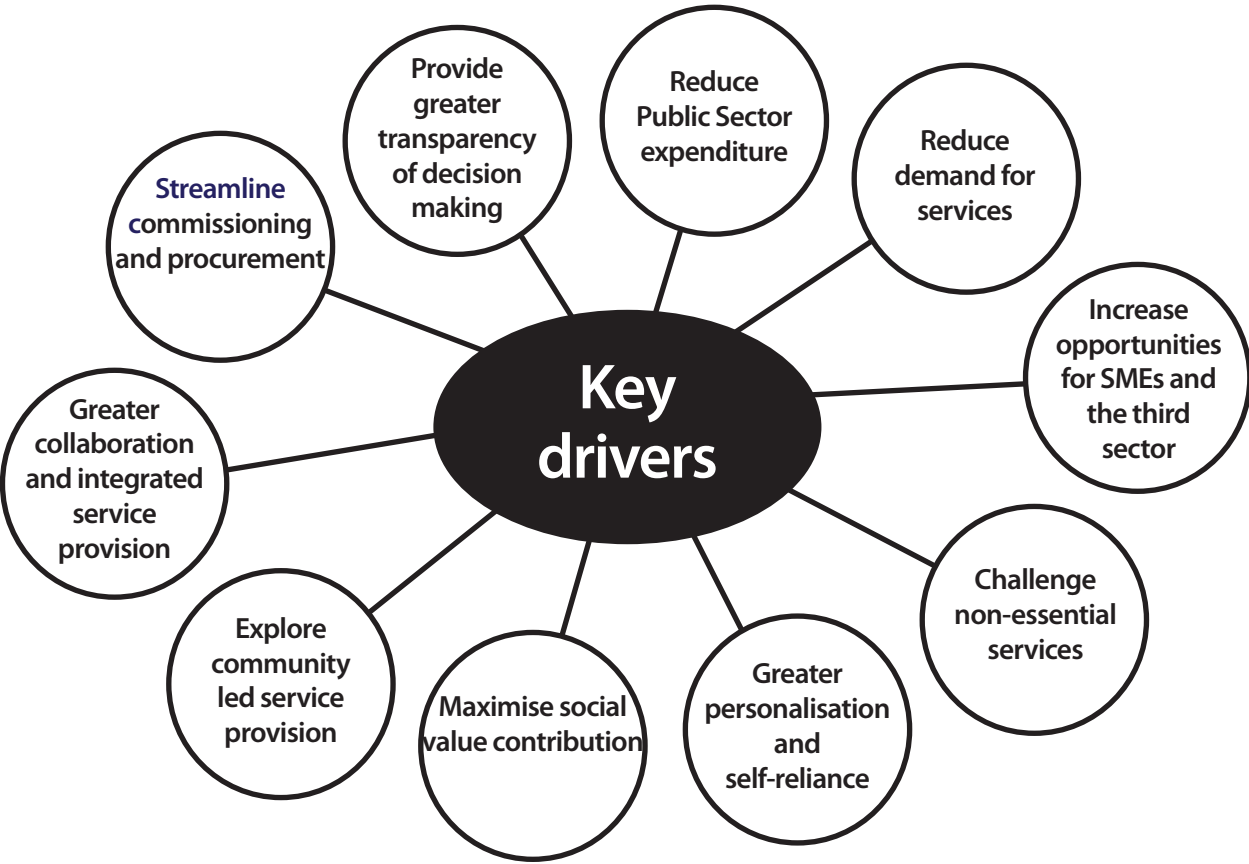 Key
drivers
Provide
greater
transparency
of decision
making
Reduce
Public Sector
expenditure
Reduce
demand for
services
Increase
opportunities
for SMEs and
the third
sector
Challenge
non-essential
services
Greater
personalisation
and
self-reliance
Maximise social
value contribution
Explore
community
led service
provision
Greater
collaboration
and integrated
service
provision
Streamline
commissioning
and procurement